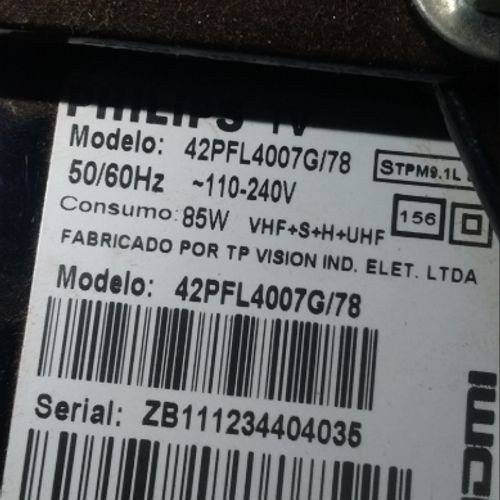 PHILIPS TV
Modelo: 42PFL4007G/78 STPM9.1L
50/60Hz ~110-240V
Consumo: 85W VHF+S+H+UHF 156
FABRICADO POR TP VISION IND. ELET. LTDA
Modelo: 42PFL4007G/78
Serial: ZB111234404035